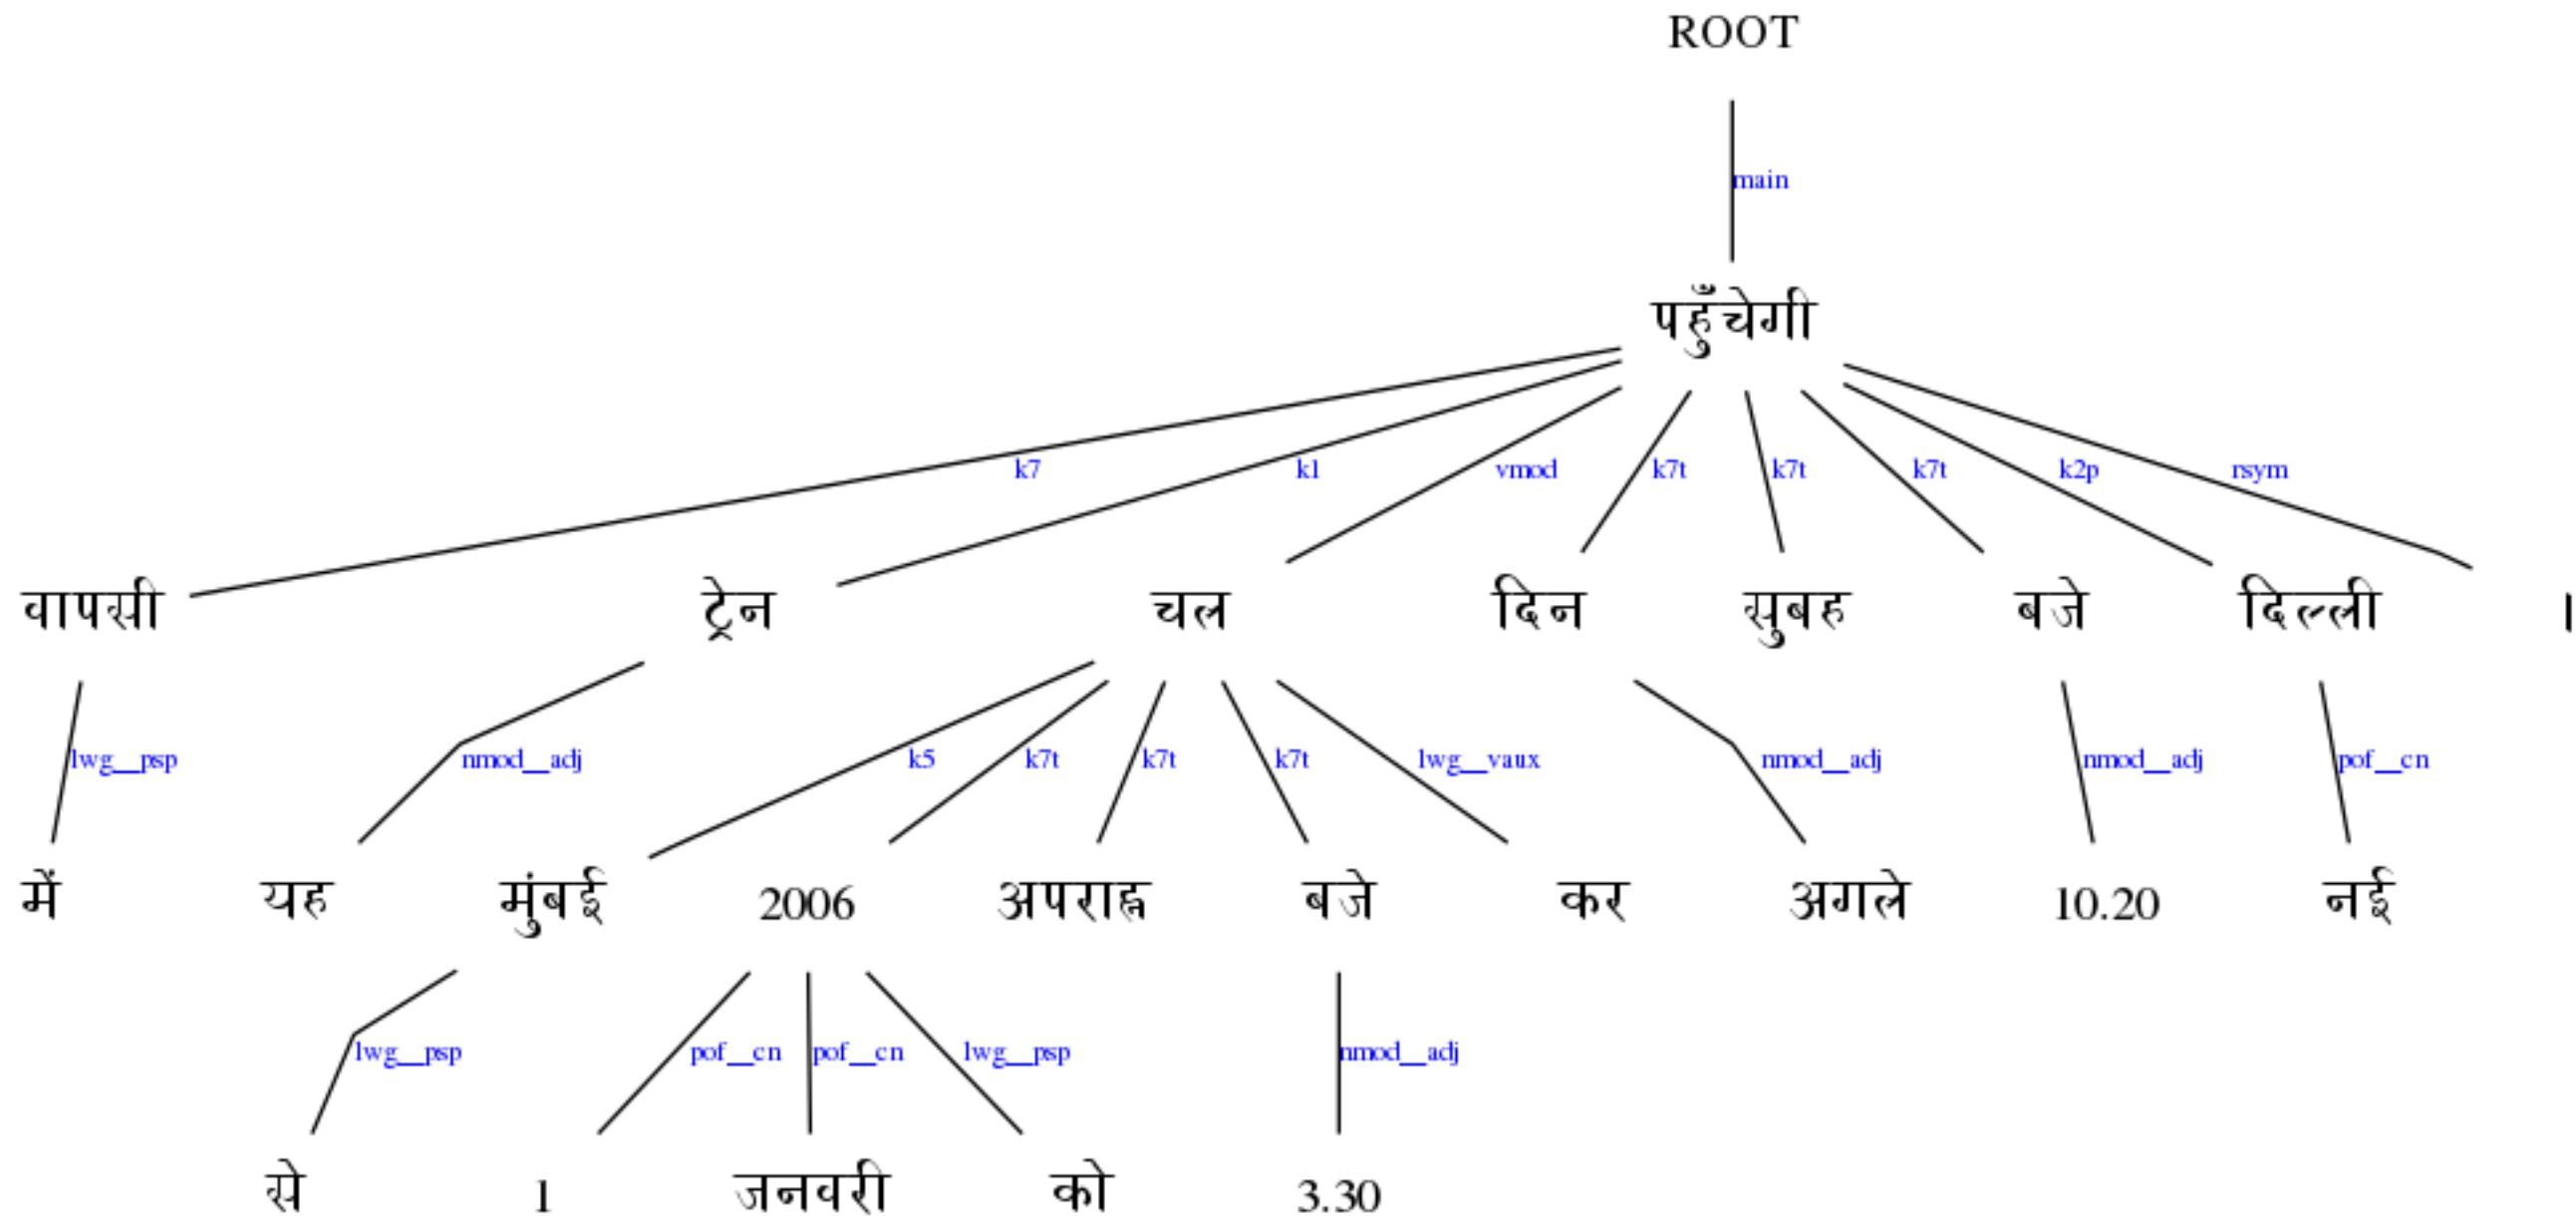 ROOT
main
पहुँचेगी
k7 k1 vmod k7t k7t k7t k2p rsym
वापसी ट्रेन चल दिन सुबह बजे दिल्ली ।
lwg__psp nmod__adj k5 k7t k7t k7t lwg__vaux nmod__adj nmod__adj pof__cn
में यह मुंबई 2006 अपराह्न बजे कर अगले 10.20 नई
lwg__psp pof__cn pof__cn lwg__psp nmod__adj
से 1 जनवरी को 3.30